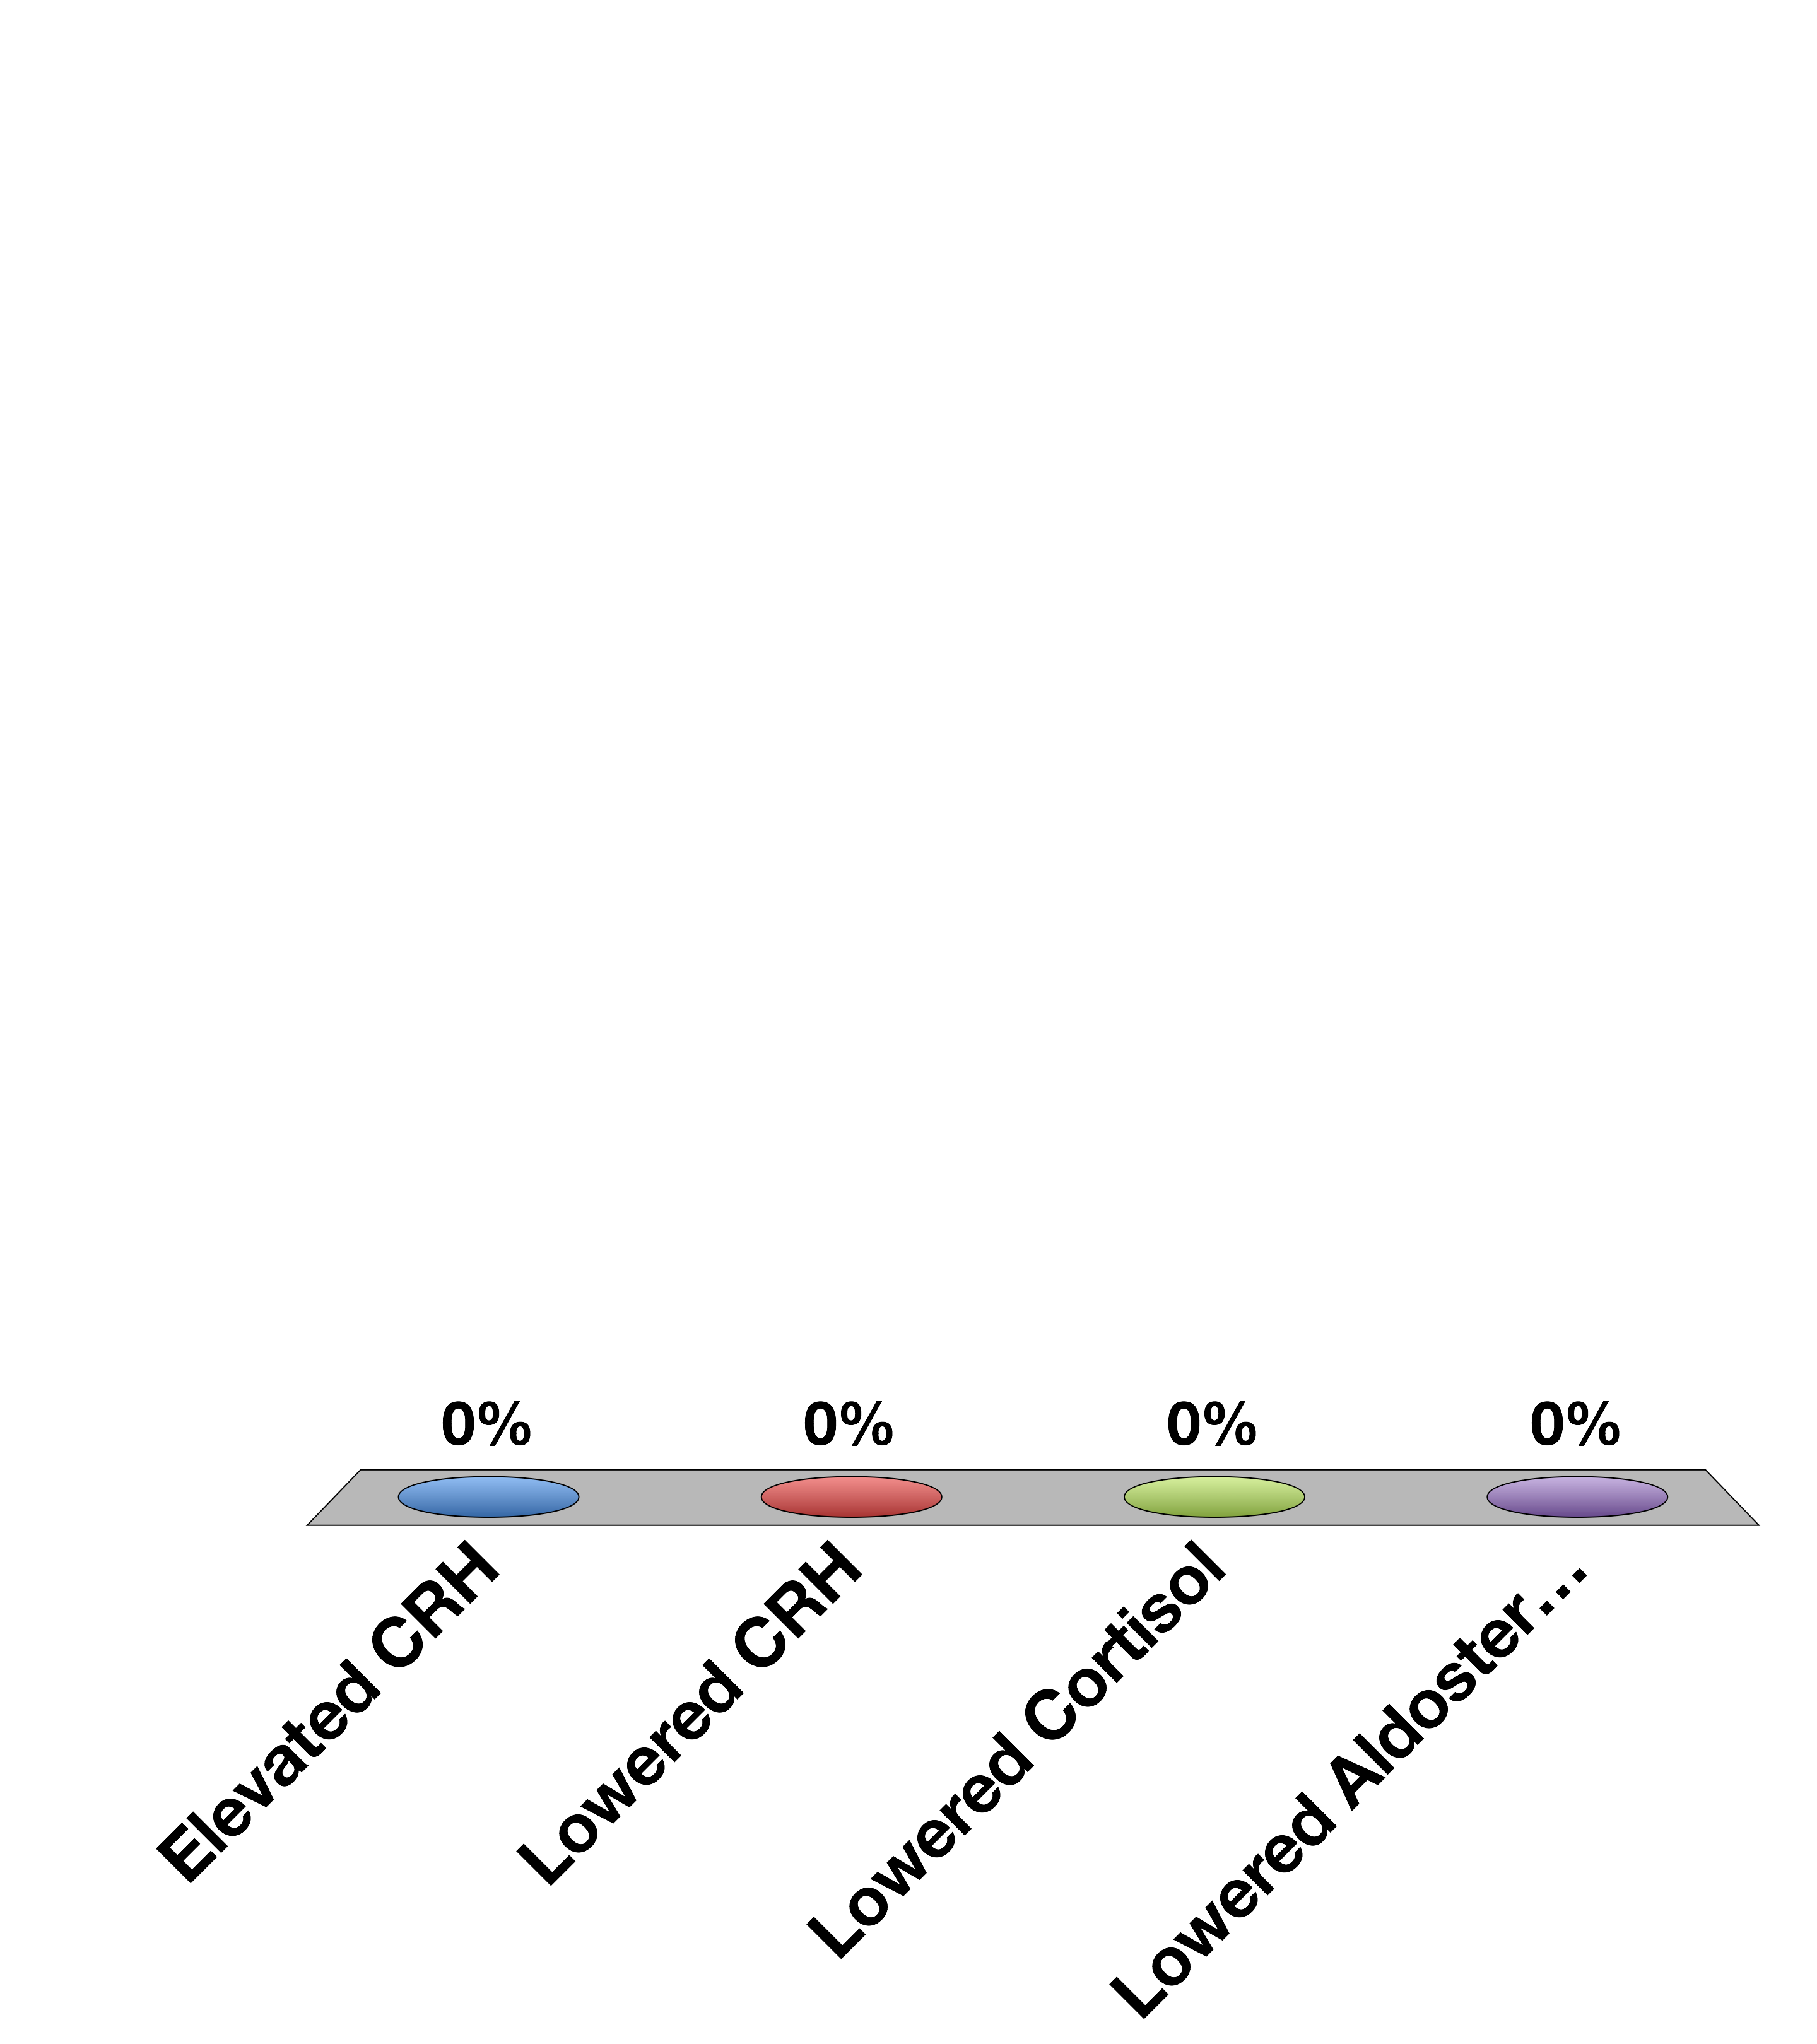 0% 0% 0% 0%
Elevated CRH
Lowered CRH
Lowered Cortisol
Lowered Aldoster...